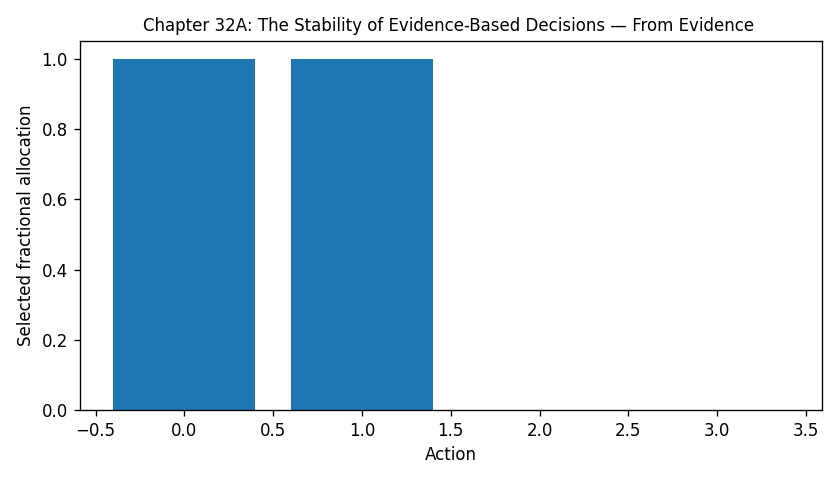 Chapter 32A: The Stability of Evidence-Based Decisions — From Evidence
Selected fractional allocation
1.0
0.8
0.6
0.4
0.2
0.0
−0.5 0.0 0.5 1.0 1.5 2.0 2.5 3.0 3.5
Action